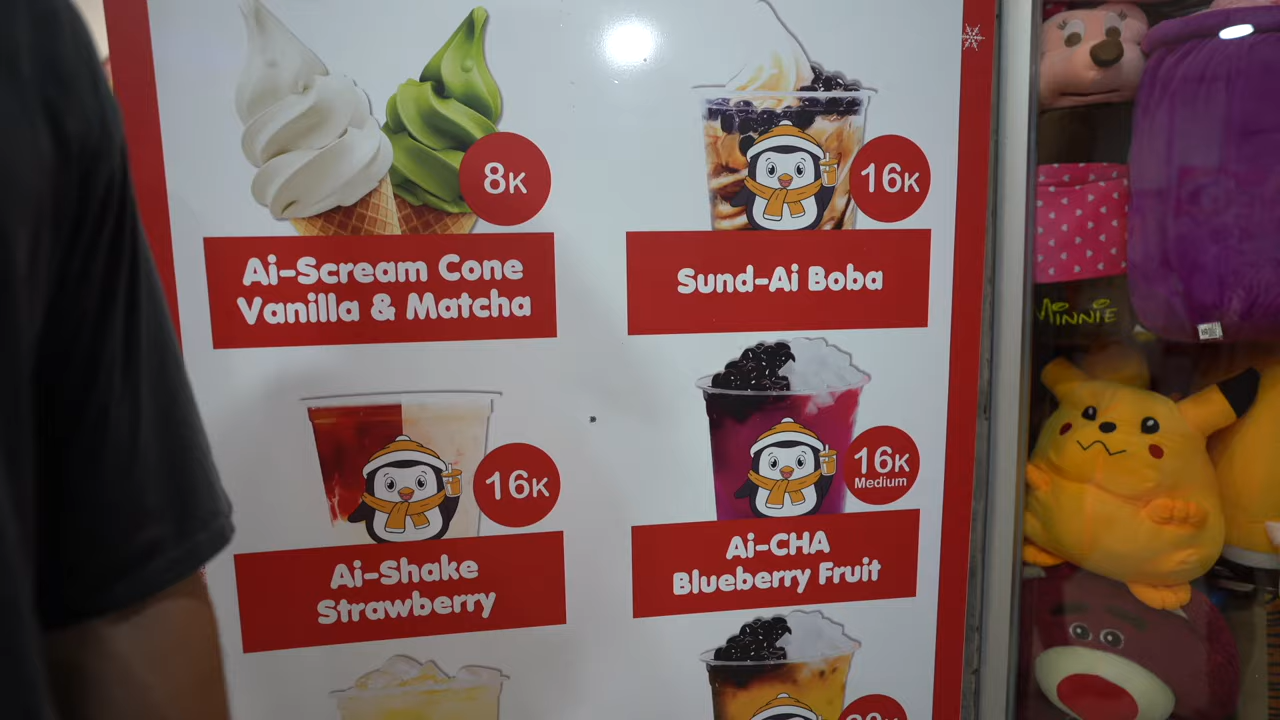 8K
Ai-Scream Cone
Vanilla & Matcha
16K
Sund-Ai Boba
16K
Ai-Shake
Strawberry
16K
Medium
Ai-CHA
Blueberry Fruit
MINNIE